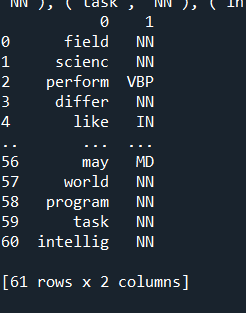 NN'), ('task', 'NN'), ('in
0 1
0 field NN
1 scienc NN
2 perform VBP
3 differ NN
4 like IN
.. ... ...
56 may MD
57 world NN
58 program NN
59 task NN
60 intellig NN
[61 rows x 2 columns]